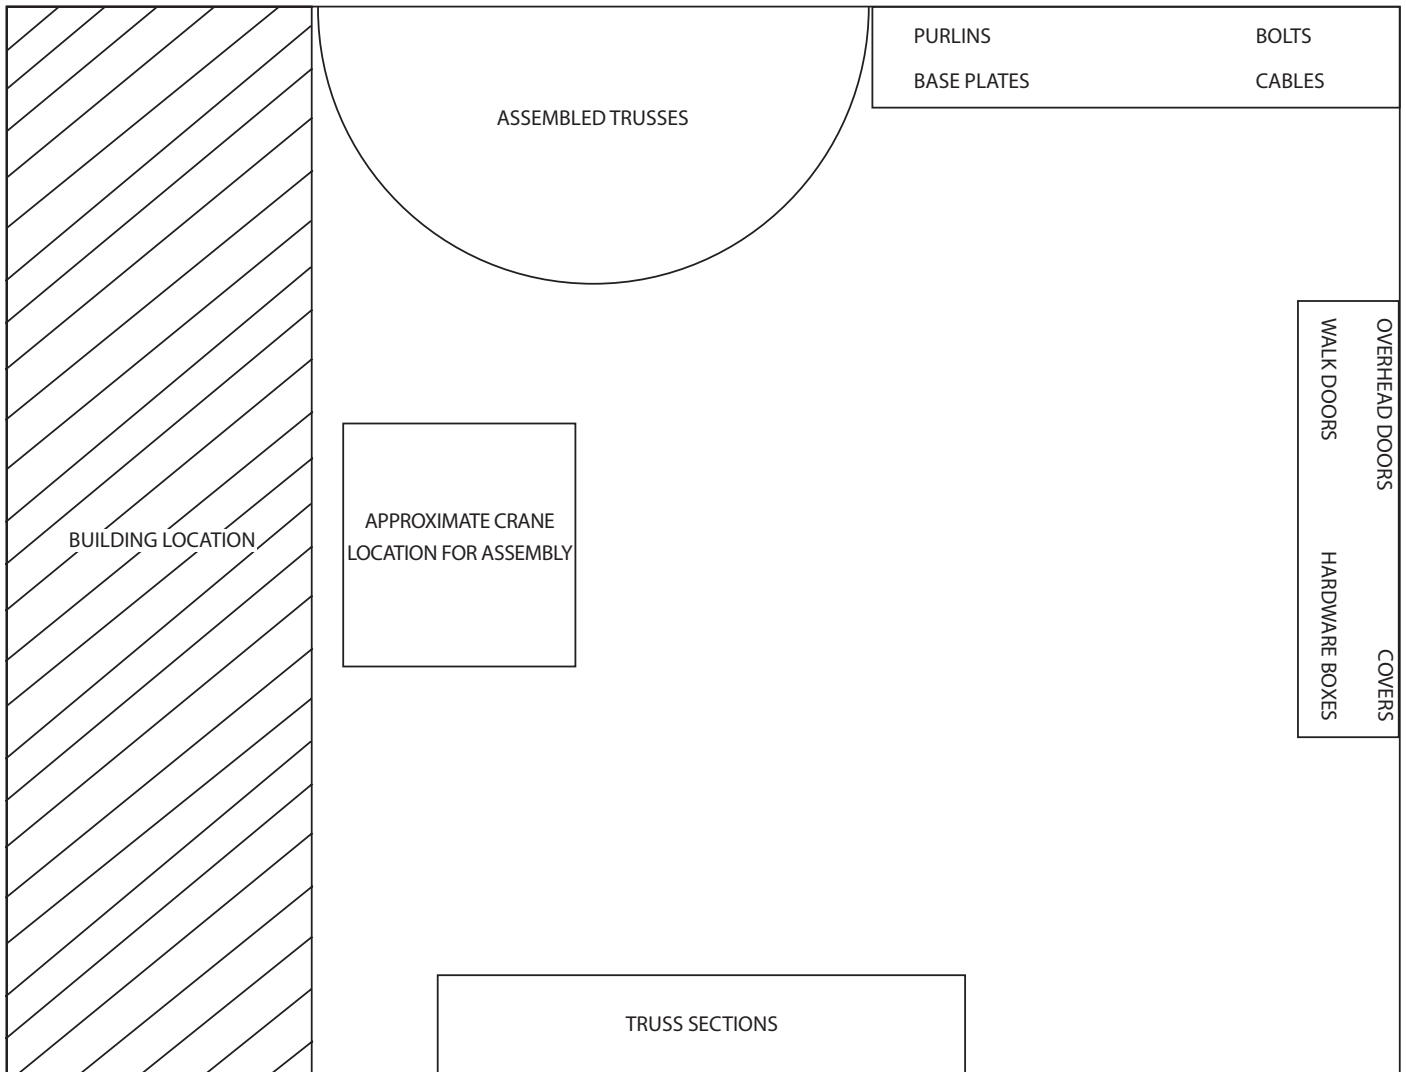 PURLINS
BOLTS
BASE PLATES
CABLES
ASSEMBLED TRUSSES
OVERHEAD DOORS
WALK DOORS
COVERS
HARDWARE BOXES
APPROXIMATE CRANE
LOCATION FOR ASSEMBLY
BUILDING LOCATION
TRUSS SECTIONS